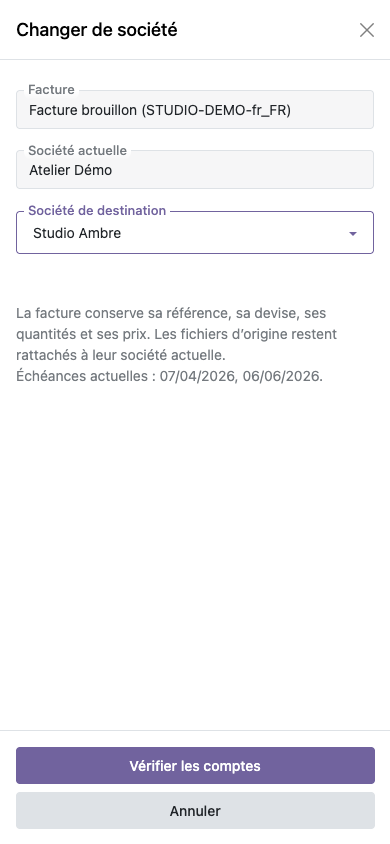 Changer de société
Facture
Facture brouillon (STUDIO-DEMO-fr_FR)
Société actuelle
Atelier Démo
Société de destination
Studio Ambre
La facture conserve sa référence, sa devise, ses
quantités et ses prix. Les fichiers d’origine restent
rattachés à leur société actuelle.
Échéances actuelles : 07/04/2026, 06/06/2026.
Vérifier les comptes
Annuler